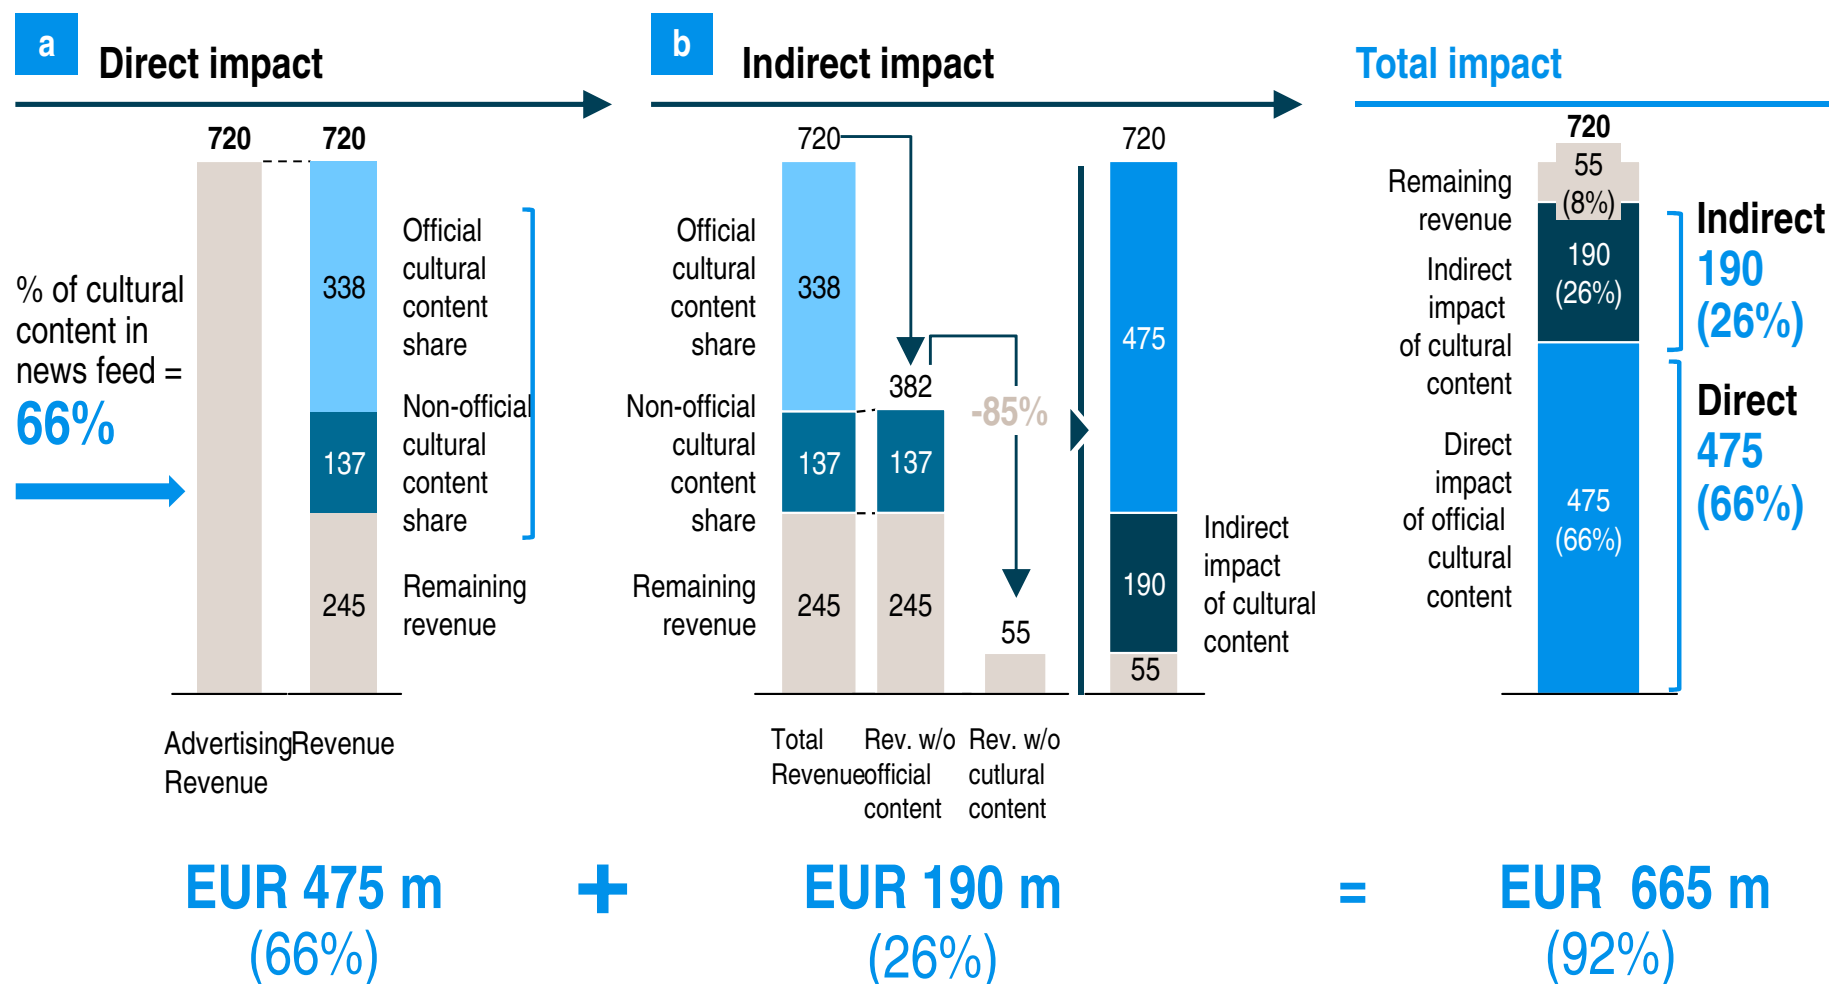 a
Direct impact
720
720
% of cultural
content in
news feed =
66%
338
137
245
Official
cultural
content
share
Non-official
cultural
content
share
Remaining
revenue
Advertising
Revenue
Revenue
EUR 475 m
(66%)
+
b
Indirect impact
720
Official
cultural
content
share
Non-official
cultural
content
share
Remaining
revenue
338
137
245
382
137
245
-85%
55
720
475
190
55
Indirect
impact
of cultural
content
Total
Revenue
Rev. w/o
official
content
Rev. w/o
cutlural
content
EUR 190 m
(26%)
=
Total impact
720
55
(8%)
190
(26%)
475
(66%)
Remaining
revenue
Indirect
impact
of cultural
content
Direct
impact
of official
cultural
content
Indirect
190
(26%)
Direct
475
(66%)
EUR 665 m
(92%)